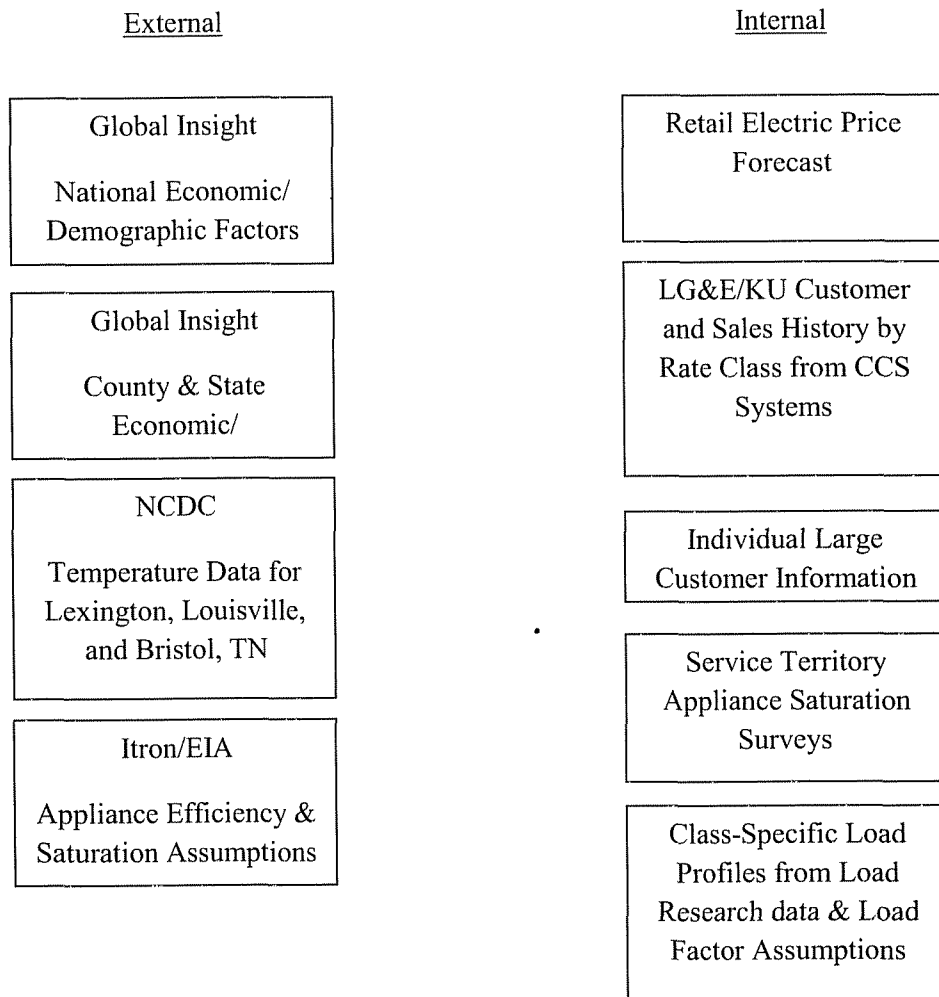 External
Global Insight
National Economic/
Demographic Factors
Global Insight
County & State
Economic/
NCDC
Temperature Data for
Lexington, Louisville,
and Bristol, TN
Itron/EIA
Appliance Efficiency &
Saturation Assumptions
Internal
Retail Electric Price
Forecast
LG&E/KU Customer
and Sales History by
Rate Class from CCS
Systems
Individual Large
Customer Information
Service Territory
Appliance Saturation
Surveys
Class-Specific Load
Profiles from Load
Research data & Load
Factor Assumptions